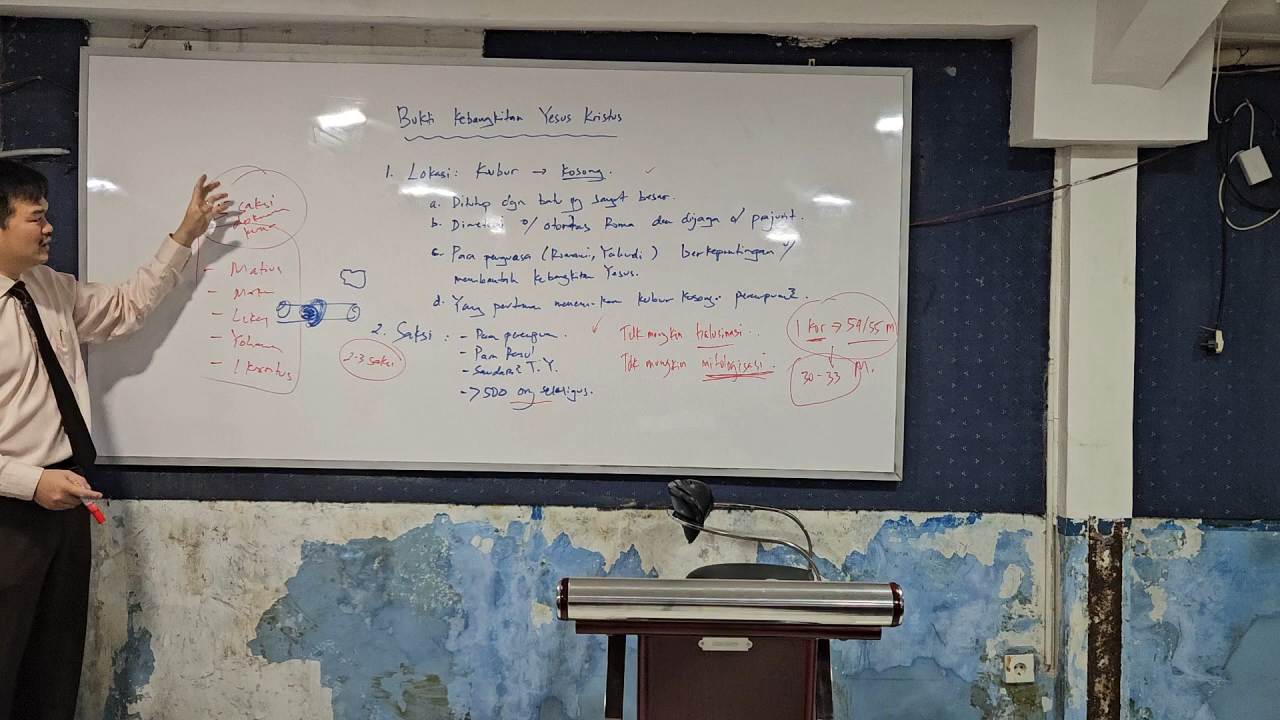 Bukti Kebangkitan Yesus Kristus
1. Lokasi: Kubur → kosong.
a. Ditutup dgn batu yg sangat besar.
b. Dimeterai o/ otoritas Roma dan dijaga o/ prajurit.
c. Para penguasa (Romawi, Yahudi) berkepentingan u/
membantah kebangkitan Yesus.
d. Yang pertama menemukan kubur kosong: perempuan2.
2. Saksi: - Para perempuan.
- Para Rasul
- Saudara2 T.Y.
- >500 org sekaligus.
Tdk mungkin halusinasi..
Tdk mungkin mitologisasi.
1 Kor → 54/55 M
30-33 M.
2-3 saksi
saksi
- Matius
- Lukas
- Yohanes
- 1 Korintus